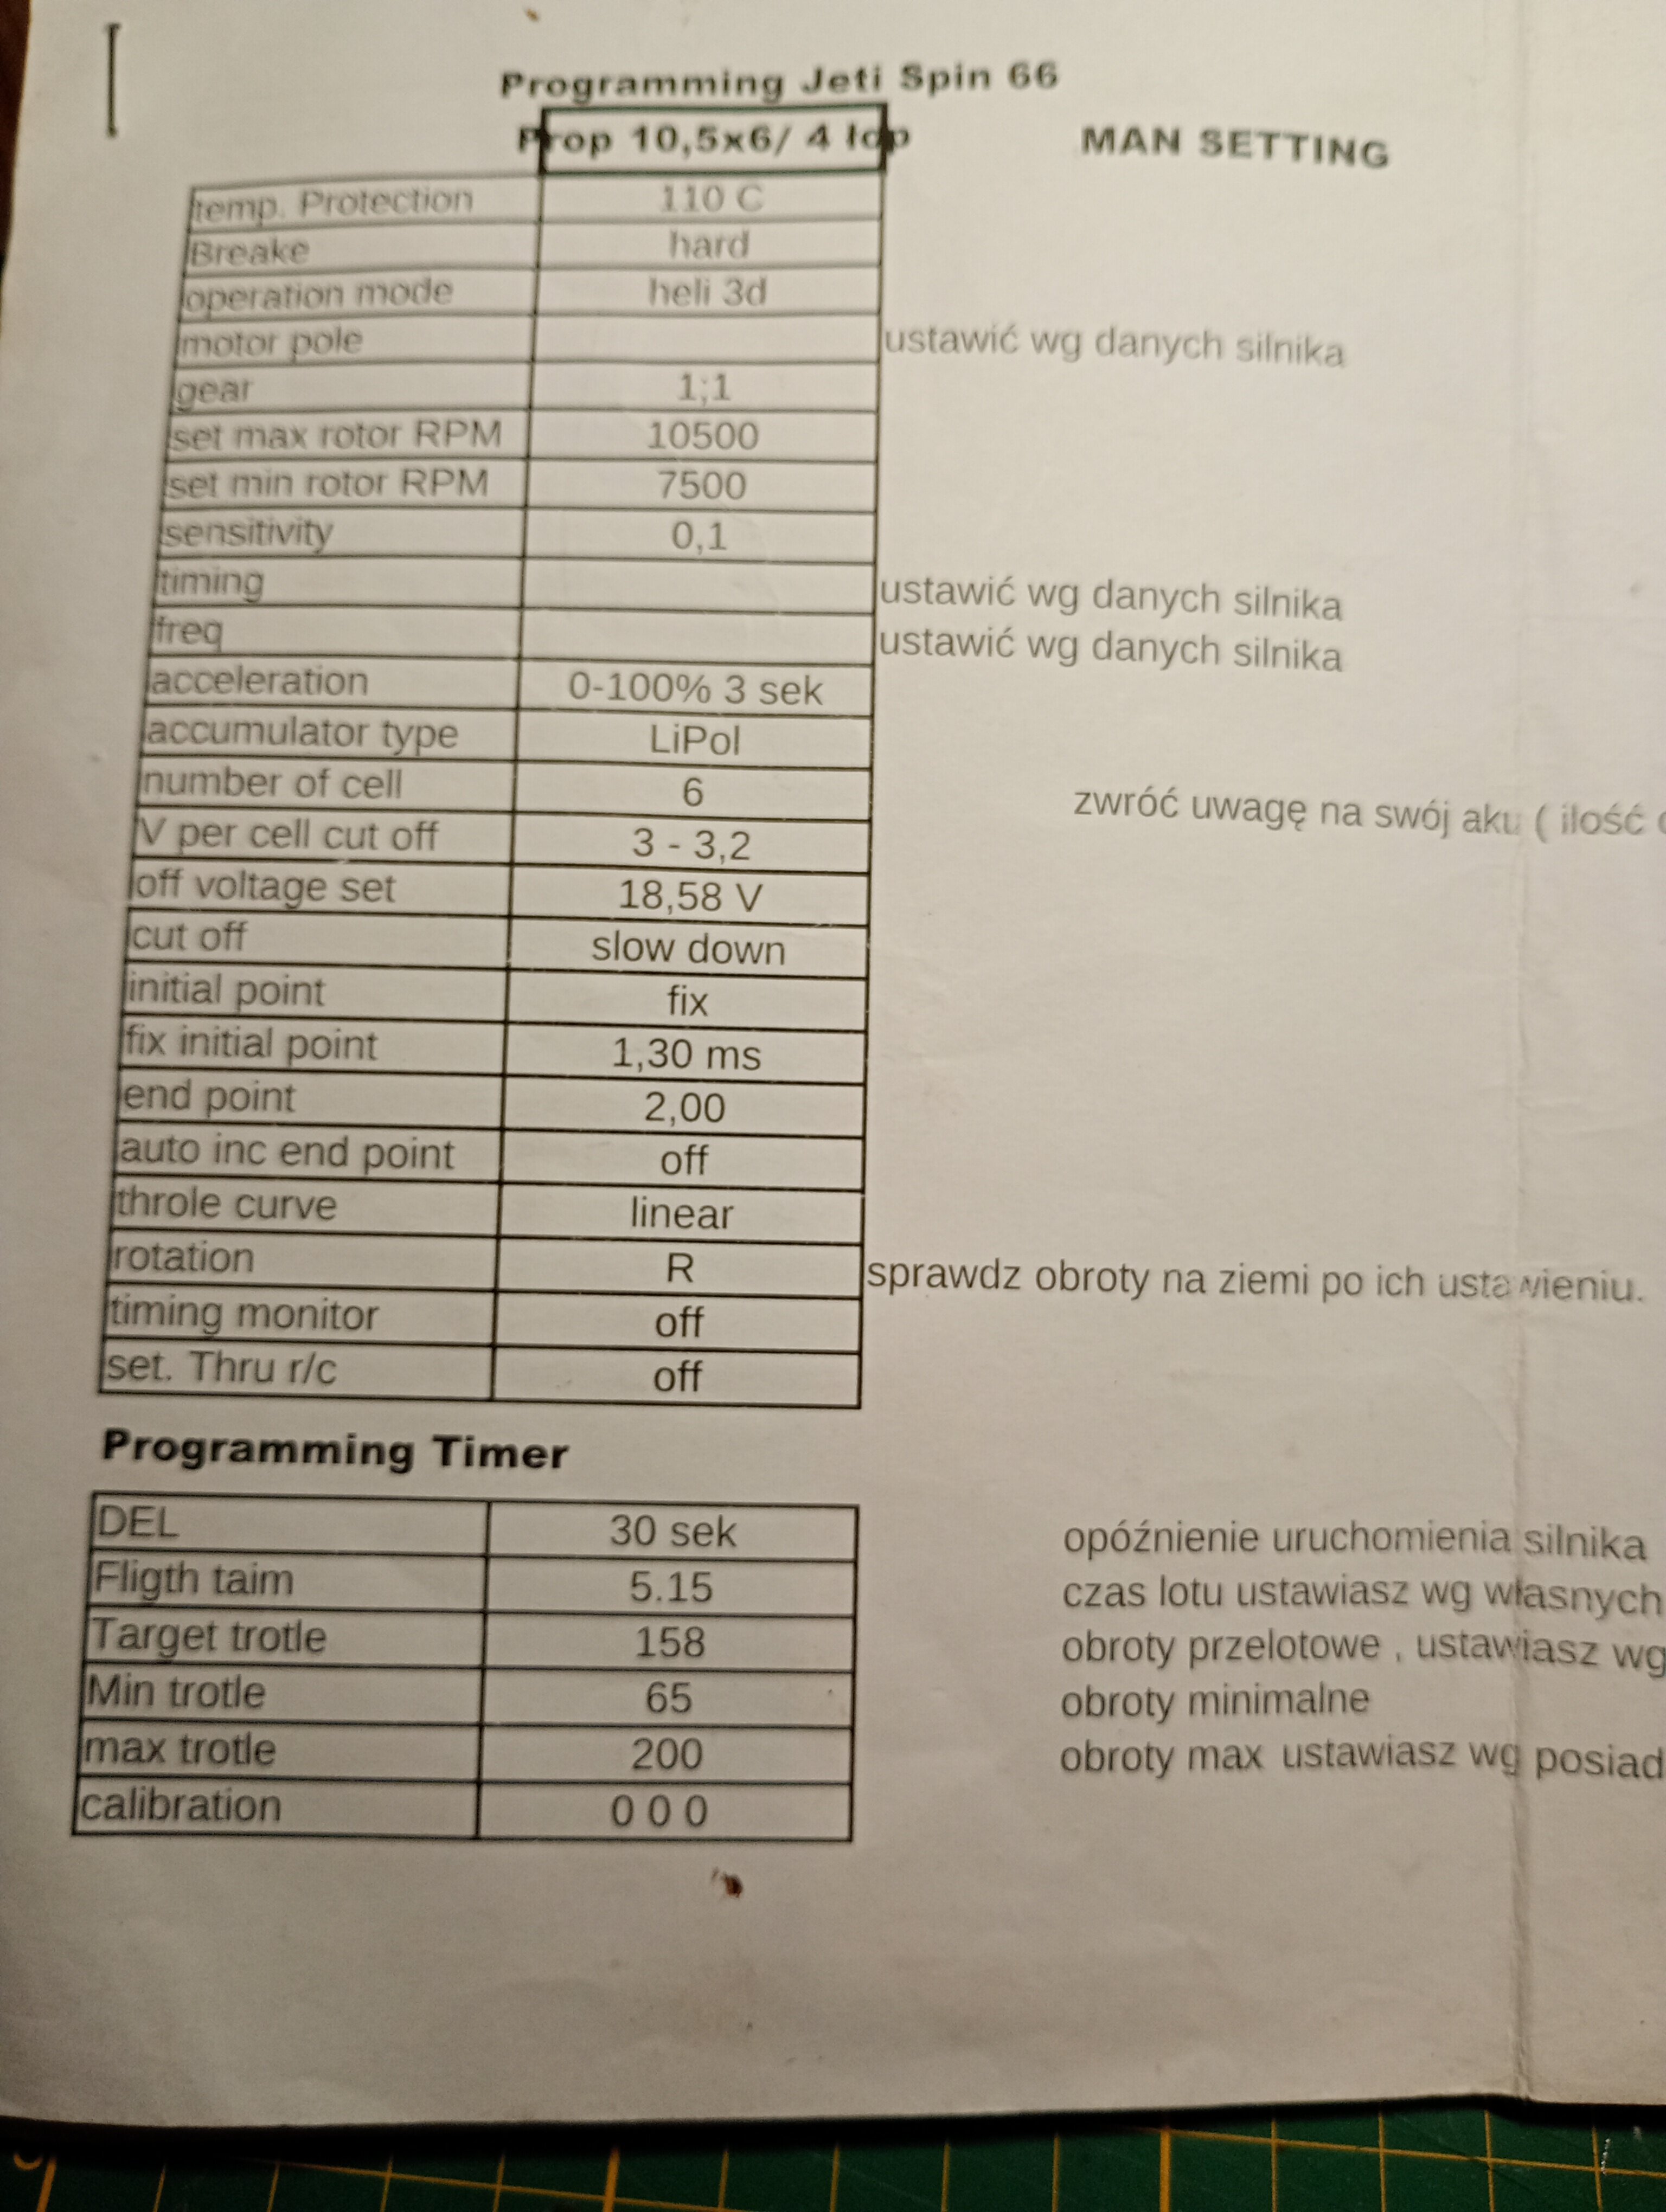 Programming Jeti Spin 66
Prop 10,5x6/ 4 łop MAN SETTING
temp. Protection 110 C
Breake hard
operation mode heli 3d
motor pole ustawić wg danych silnika
gear 1;1
set max rotor RPM 10500
set min rotor RPM 7500
sensitivity 0,1
timing ustawić wg danych silnika
freq ustawić wg danych silnika
acceleration 0-100% 3 sek
accumulator type LiPol
number of cell 6 zwróć uwagę na swój aku ( ilość
V per cell cut off 3 - 3,2
off voltage set 18,58 V
cut off slow down
initial point fix
fix initial point 1,30 ms
end point 2,00
auto inc end point off
throle curve linear
rotation R sprawdz obroty na ziemi po ich ustawieniu.
timing monitor off
set. Thru r/c off
Programming Timer
DEL 30 sek opóźnienie uruchomienia silnika
Fligth taim 5.15 czas lotu ustawiasz wg własnych
Target trotle 158 obroty przelotowe , ustawiasz wg
Min trotle 65 obroty minimalne
max trotle 200 obroty max ustawiasz wg posiad
calibration 0 0 0